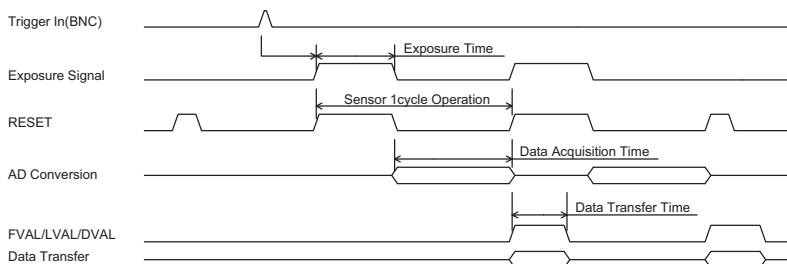 Trigger In(BNC)
Exposure Time
Exposure Signal
Sensor 1cycle Operation
RESET
Data Acquisition Time
AD Conversion
Data Transfer Time
FVAL/LVAL/DVAL
Data Transfer